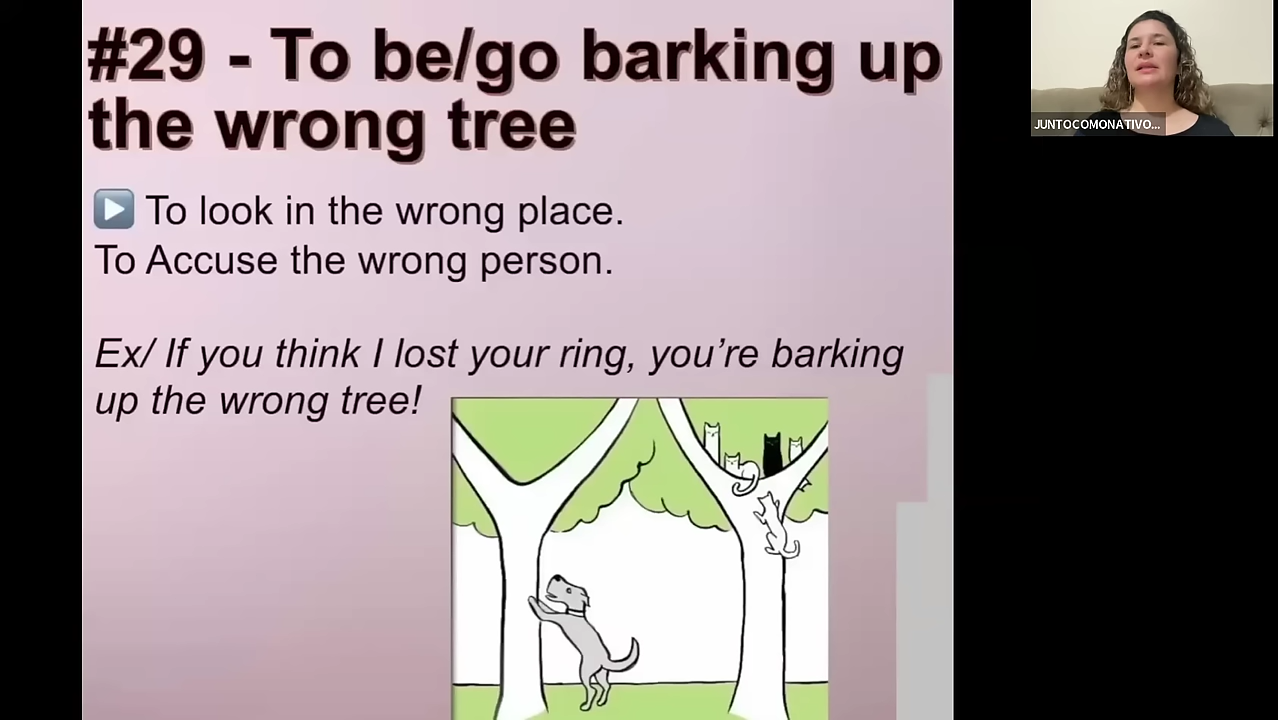 #29 - To be/go barking up
the wrong tree
To look in the wrong place.
To Accuse the wrong person.
Ex/ If you think I lost your ring, you’re barking
up the wrong tree!
JUNTOCOMONATIVO...